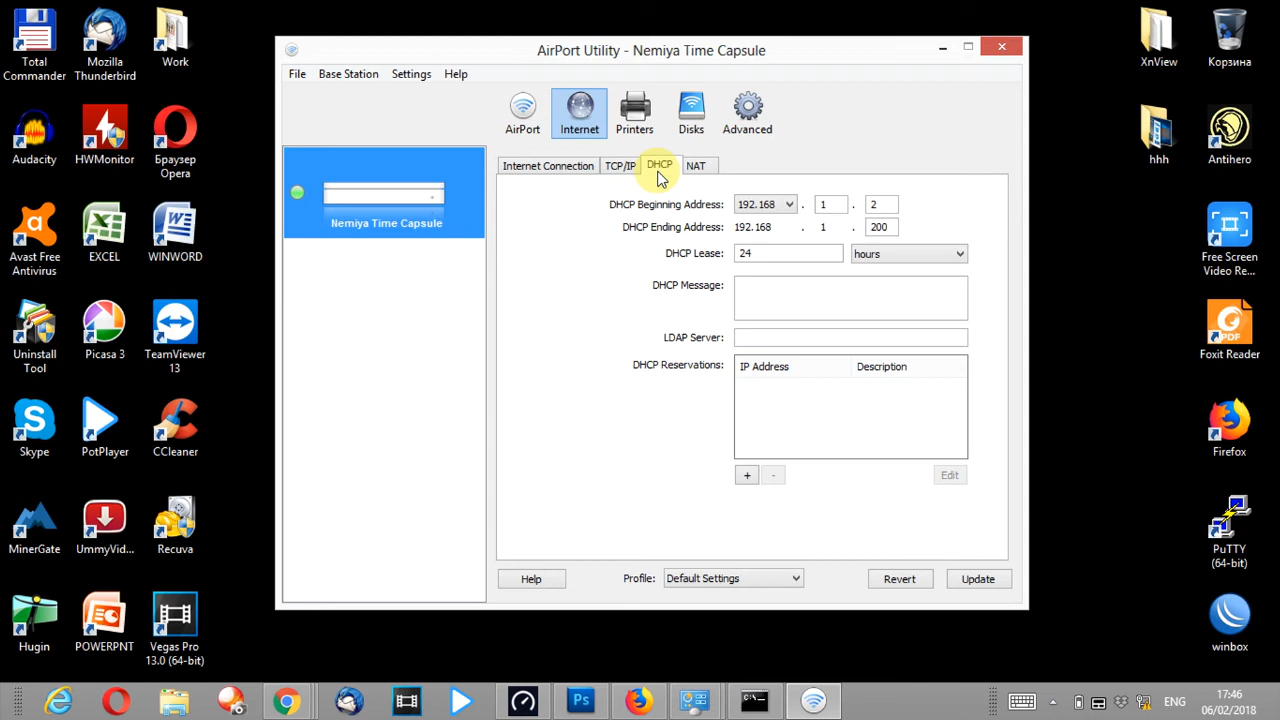 AirPort Utility - Nemiya Time Capsule
File Base Station Settings Help
AirPort Internet Printers Disks Advanced
Nemiya Time Capsule
Internet Connection TCP/IP DHCP NAT
DHCP Beginning Address: 192.168 . 1 . 2
DHCP Ending Address: 192.168 . 1 . 200
DHCP Lease: 24 hours
DHCP Message:
LDAP Server:
DHCP Reservations: IP Address Description
+ - Edit
Help Profile: Default Settings Revert Update
Total Commander
Mozilla Thunderbird
Work
Audacity
HWMonitor
Браузер Opera
Avast Free Antivirus
EXCEL
WINWORD
Uninstall Tool
Picasa 3
TeamViewer 13
Skype
PotPlayer
CCleaner
MinerGate
UmmyVid...
Recuva
Hugin
POWERPNT
Vegas Pro 13.0 (64-bit)
XnView
Корзина
hhh
Antihero
Free Screen Video Re...
PDF
Foxit Reader
Firefox
PuTTY (64-bit)
winbox
Ps
ENG
17:46
06/02/2018